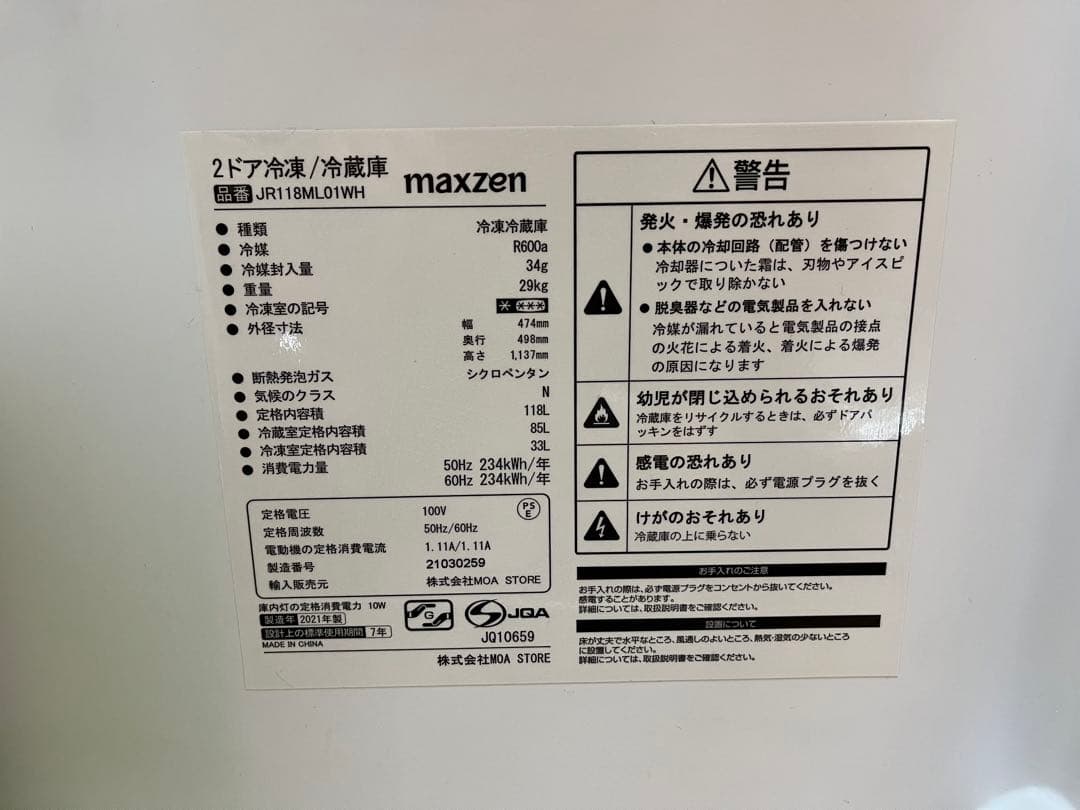 2ドア冷凍/冷蔵庫
品番 JR118ML01WH
maxzen
● 種類 冷凍冷蔵庫
● 冷媒 R600a
● 冷媒封入量 34g
● 重量 29kg
● 冷凍室の記号 * ***
● 外径寸法 幅 474mm
奥行 498mm
高さ 1,137mm
● 断熱発泡ガス シクロペンタン
● 気候のクラス N
● 定格内容積 118L
● 冷蔵室定格内容積 85L
● 冷凍室定格内容積 33L
● 消費電力量 50Hz 234kWh/年
60Hz 234kWh/年
定格電圧 100V
PS
E
定格周波数 50Hz/60Hz
電動機の定格消費電流 1.11A/1.11A
製造番号 21030259
輸入販売元 株式会社MOA STORE
庫内灯の定格消費電力 10W
製造年 2021年製
設計上の標準使用期間 7年
MADE IN CHINA
G
JQA
JQ10659
株式会社MOA STORE
警告
発火・爆発の恐れあり
● 本体の冷却回路（配管）を傷つけない
冷却器についた霜は、刃物やアイスピ
ックで取り除かない
● 脱臭器などの電気製品を入れない
冷媒が漏れていると電気製品の接点
の火花による着火、着火による爆発
の原因になります
幼児が閉じ込められるおそれあり
冷蔵庫をリサイクルするときは、必ずドアパ
ッキンをはずす
感電の恐れあり
お手入れの際は、必ず電源プラグを抜く
けがのおそれあり
冷蔵庫の上に乗らない
お手入れのご注意
お手入れの際は、必ず電源プラグをコンセントから抜いてください。
感電することがあります。
詳細については、取扱説明書をご確認ください。
設置について
床が丈夫で水平なところ、風通しのよいところ、熱気・湿気の少ないところ
に設置してください。
詳細については、取扱説明書をご確認ください。